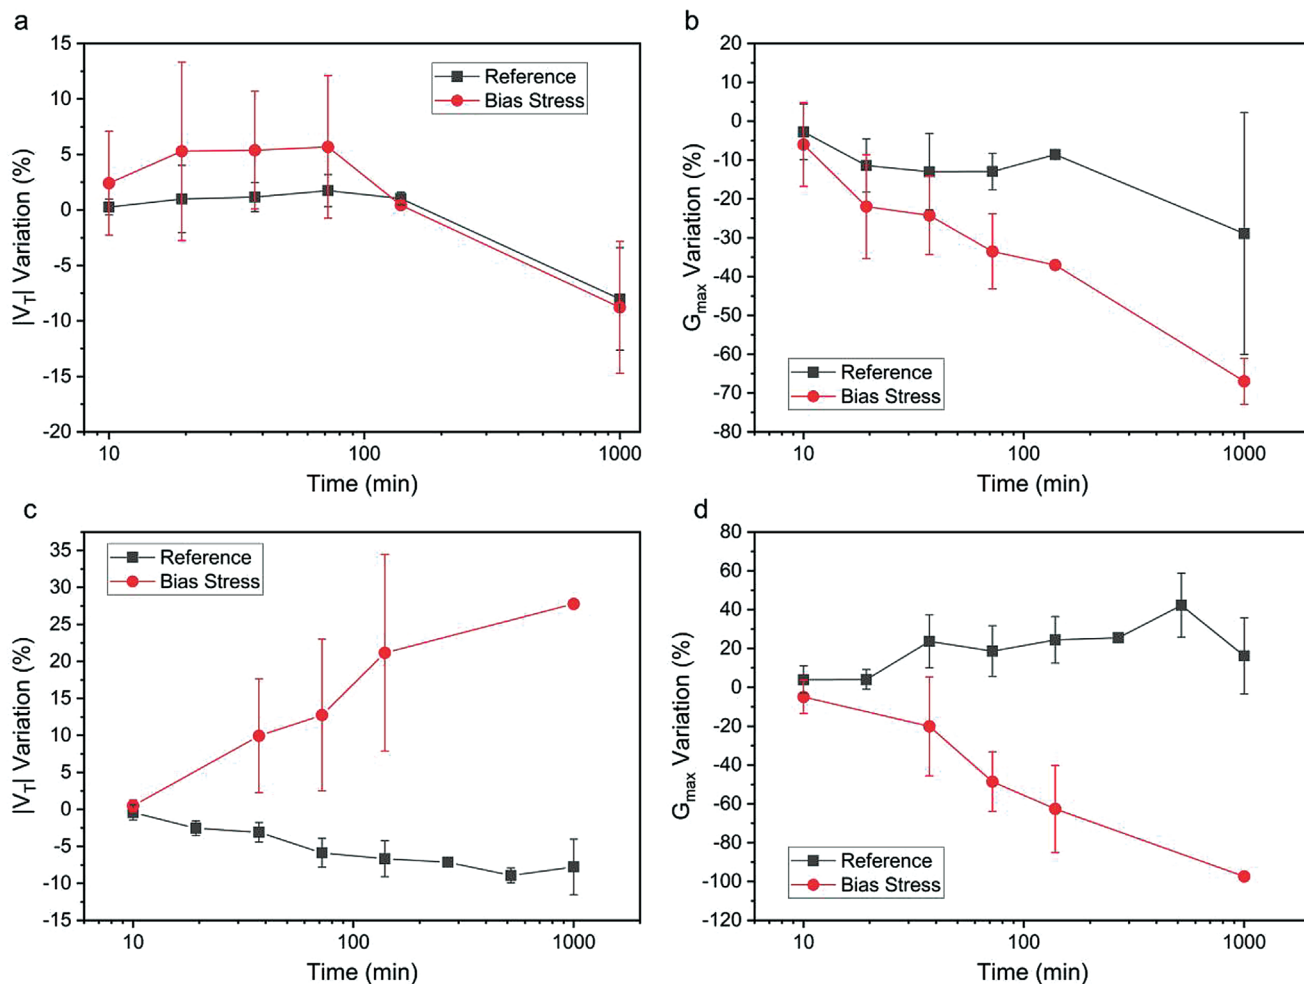 a
15
10
5
0
-5
-10
-15
-20
|V_T| Variation (%)
Reference
Bias Stress
10
100
1000
Time (min)
b
20
10
0
-10
-20
-30
-40
-50
-60
-70
-80
G_max Variation (%)
Reference
Bias Stress
10
100
1000
Time (min)
c
35
30
25
20
15
10
5
0
-5
-10
-15
|V_T| Variation (%)
Reference
Bias Stress
10
100
1000
Time (min)
d
80
60
40
20
0
-20
-40
-60
-80
-100
-120
G_max Variation (%)
Reference
Bias Stress
10
100
1000
Time (min)